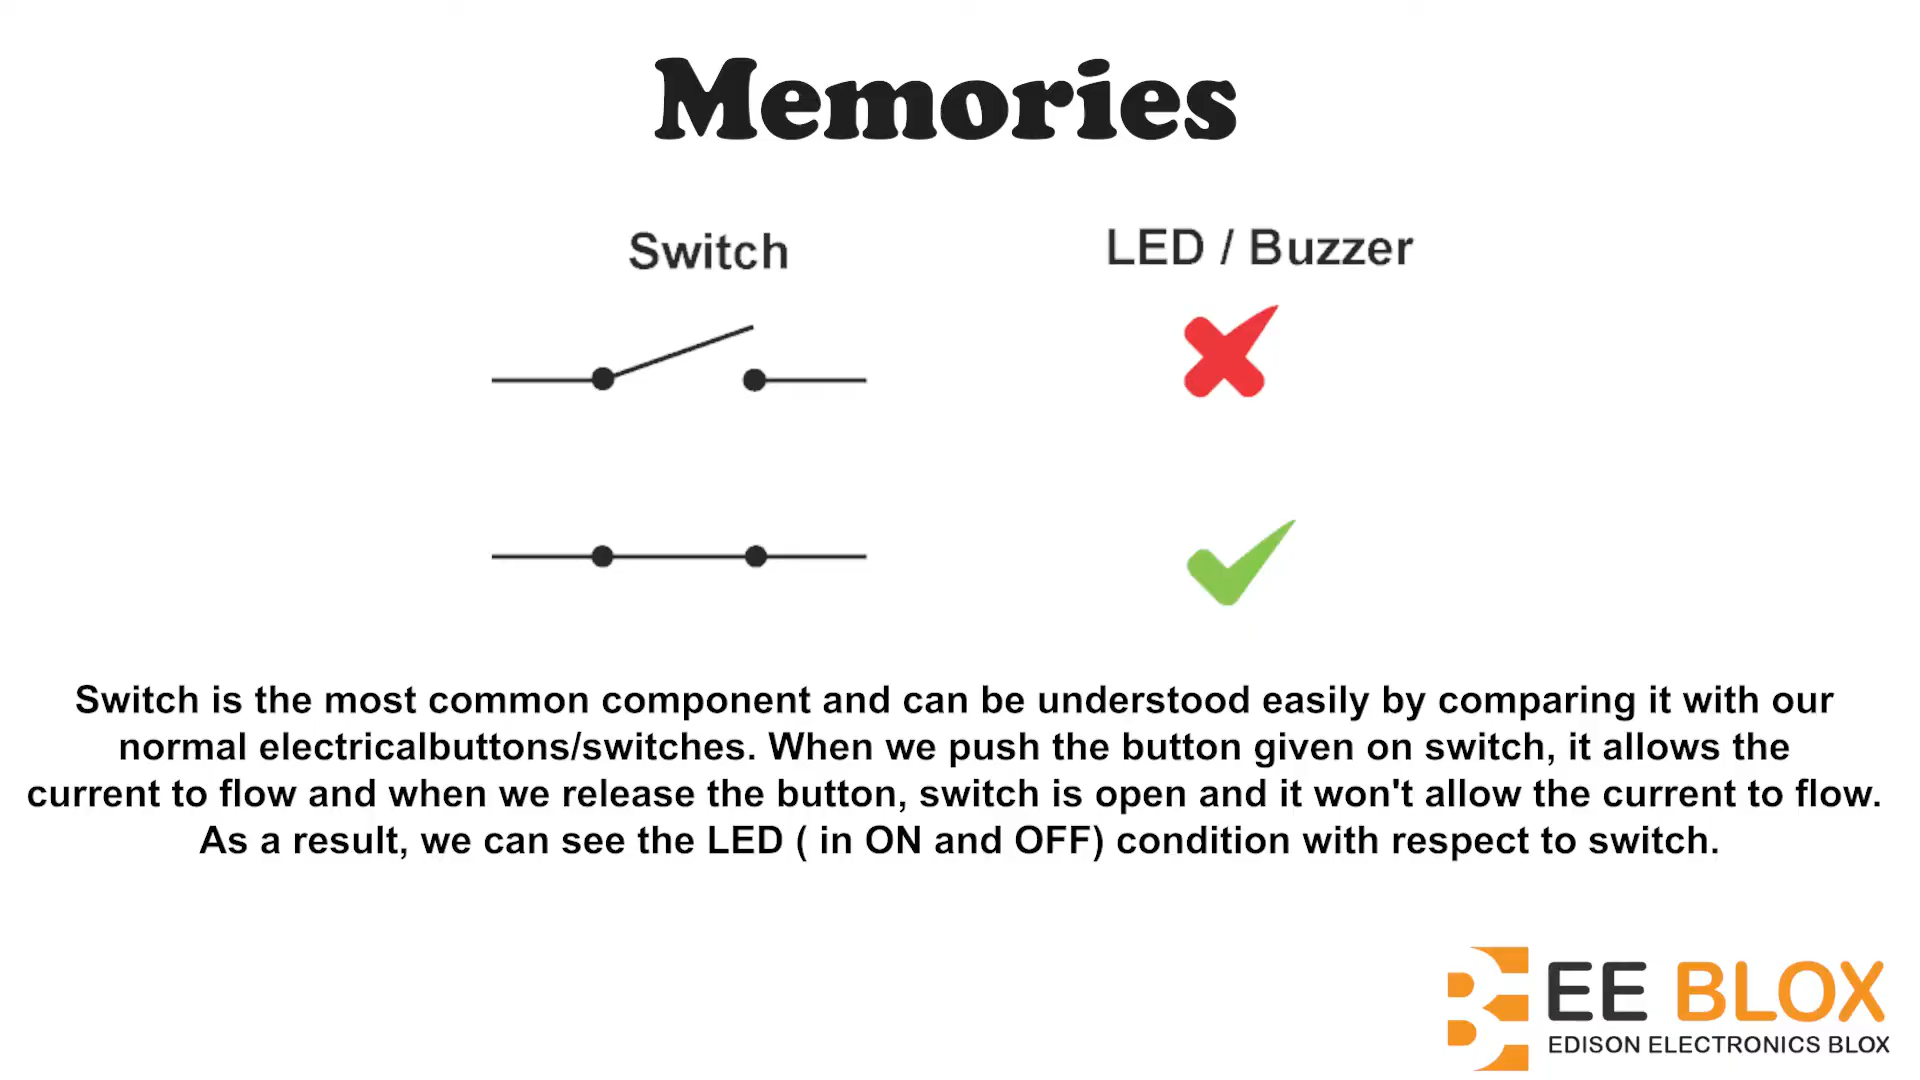 Memories
Switch
LED / Buzzer
Switch is the most common component and can be understood easily by comparing it with our
normal electricalbuttons/switches. When we push the button given on switch, it allows the
current to flow and when we release the button, switch is open and it won't allow the current to flow.
As a result, we can see the LED ( in ON and OFF) condition with respect to switch.
EE BLOX
EDISON ELECTRONICS BLOX